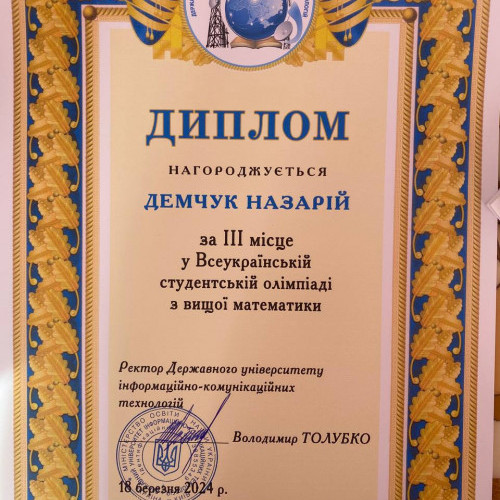 ДИПЛОМ
НАГОРОДЖУЄТЬСЯ
ДЕМЧУК НАЗАРІЙ
за III місце
у Всеукраїнській
студентській олімпіаді
з вищої математики
Ректор Державного університету
інформаційно-комунікаційних
технологій
Володимир ТОЛУБКО
18 березня 2024 р.